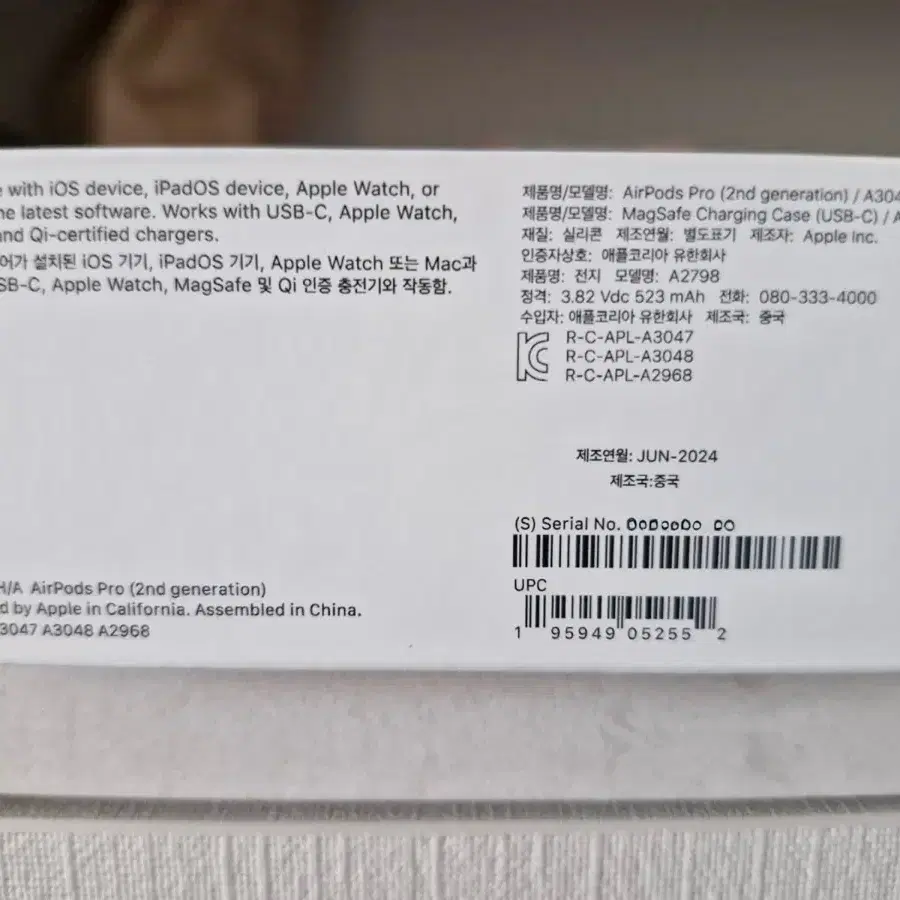 with iOS device, iPadOS device, Apple Watch, or
the latest software. Works with USB-C, Apple Watch,
and Qi-certified chargers.
어가 설치된 iOS 기기, iPadOS 기기, Apple Watch 또는 Mac과
SB-C, Apple Watch, MagSafe 및 Qi 인증 충전기와 작동함.
H/A AirPods Pro (2nd generation)
d by Apple in California. Assembled in China.
3047 A3048 A2968
제품명/모델명: AirPods Pro (2nd generation) / A304
제품명/모델명: MagSafe Charging Case (USB-C) / A
재질: 실리콘 제조연월: 별도표기 제조자: Apple Inc.
인증자상호: 애플코리아 유한회사
제품명: 전지 모델명: A2798
정격: 3.82 Vdc 523 mAh 전화: 080-333-4000
수입자: 애플코리아 유한회사 제조국: 중국
R-C-APL-A3047
R-C-APL-A3048
R-C-APL-A2968
제조연월: JUN-2024
제조국:중국
(S) Serial No.
UPC
1 95949 05255 2